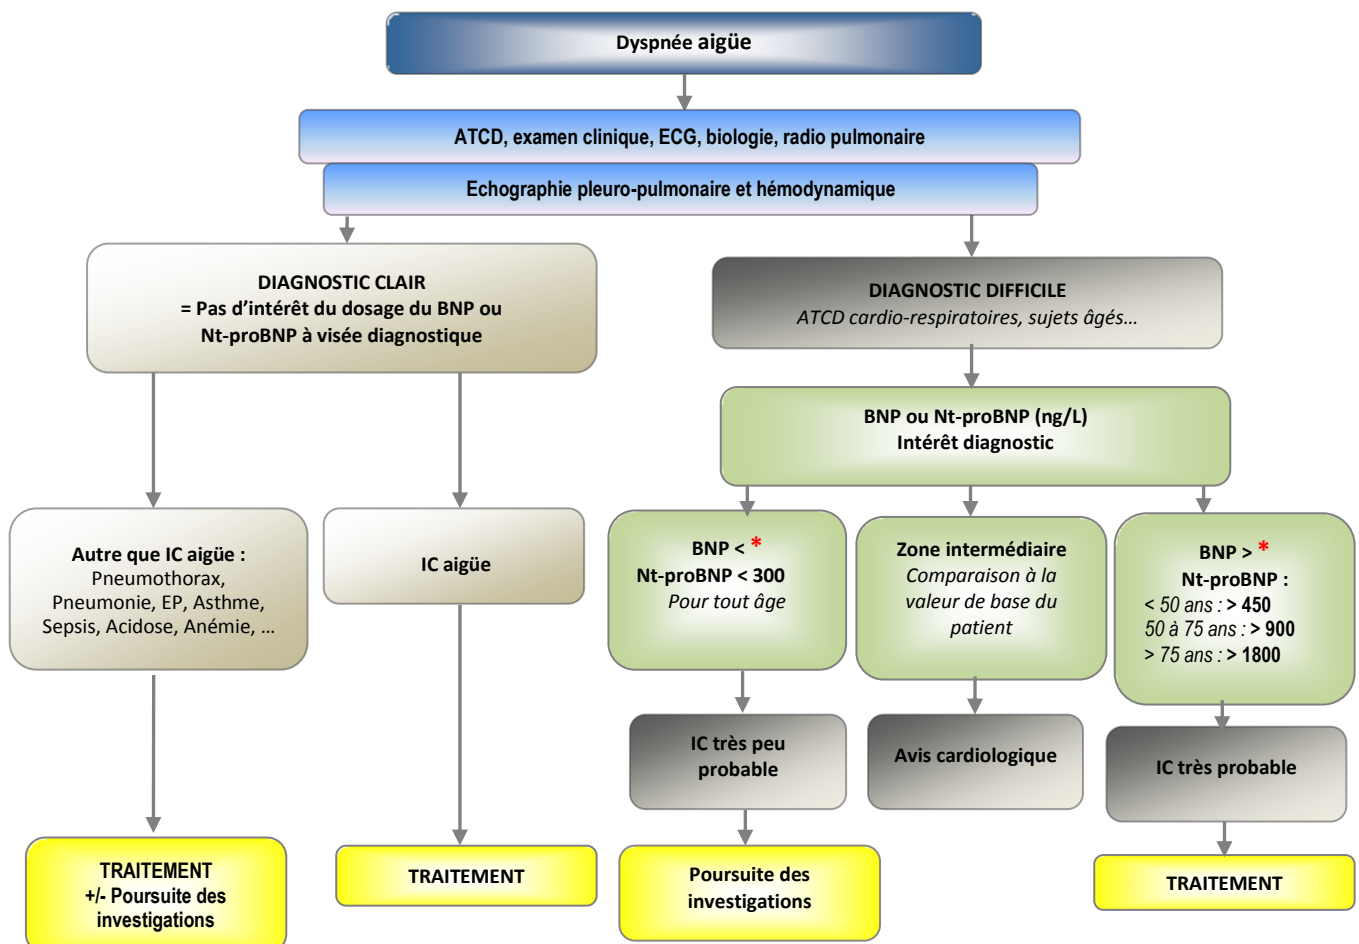 Dyspnée aigüe
ATCD, examen clinique, ECG, biologie, radio pulmonaire
Echographie pleuro-pulmonaire et hémodynamique
DIAGNOSTIC CLAIR
= Pas d'intérêt du dosage du BNP ou
Nt-proBNP à visée diagnostique
DIAGNOSTIC DIFFICILE
ATCD cardio-respiratoires, sujets âgés…
BNP ou Nt-proBNP (ng/L)
Intérêt diagnostic
Autre que IC aigüe :
Pneumothorax,
Pneumonie, EP, Asthme,
Sepsis, Acidose, Anémie, …
IC aigüe
BNP < *
Nt-proBNP < 300
Pour tout âge
Zone intermédiaire
Comparaison à la
valeur de base du
patient
BNP > *
Nt-proBNP :
< 50 ans : > 450
50 à 75 ans : > 900
> 75 ans : > 1800
IC très peu
probable
Avis cardiologique
IC très probable
TRAITEMENT
+/- Poursuite des
investigations
TRAITEMENT
Poursuite des
investigations
TRAITEMENT